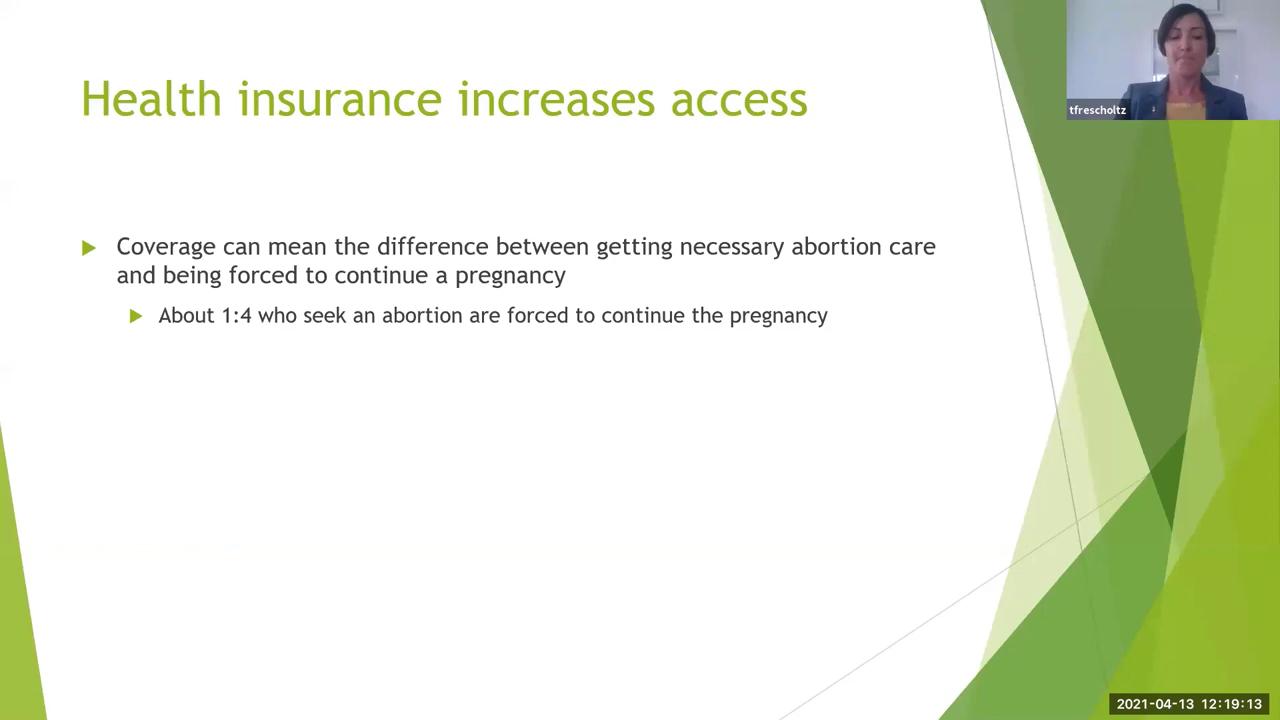 Health insurance increases access
tfrescholtz
Coverage can mean the difference between getting necessary abortion care
and being forced to continue a pregnancy
About 1:4 who seek an abortion are forced to continue the pregnancy
2021-04-13 12:19:13